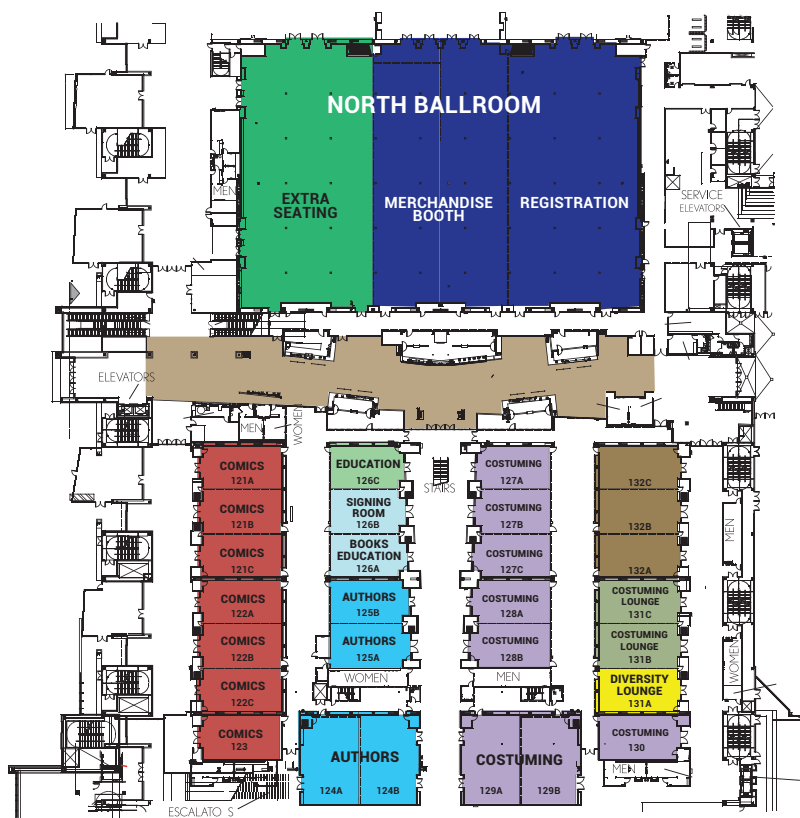 NORTH BALLROOM
MEN
EXTRA
SEATING
MERCHANDISE
BOOTH
REGISTRATION
SERVICE
ELEVATORS
ELEVATORS
MEN
WOMEN
STAIRS
COMICS
121A
COMICS
121B
COMICS
121C
COMICS
122A
COMICS
122B
COMICS
122C
COMICS
123
EDUCATION
126C
SIGNING
ROOM
126B
BOOKS
EDUCATION
126A
AUTHORS
125B
AUTHORS
125A
WOMEN
AUTHORS
124A
124B
COSTUMING
127A
COSTUMING
127B
COSTUMING
127C
COSTUMING
128A
COSTUMING
128B
MEN
COSTUMING
129A
129B
132C
132B
132A
COSTUMING
LOUNGE
131C
COSTUMING
LOUNGE
131B
DIVERSITY
LOUNGE
131A
COSTUMING
130
MEN
MEN
WOMEN
ESCALATO S